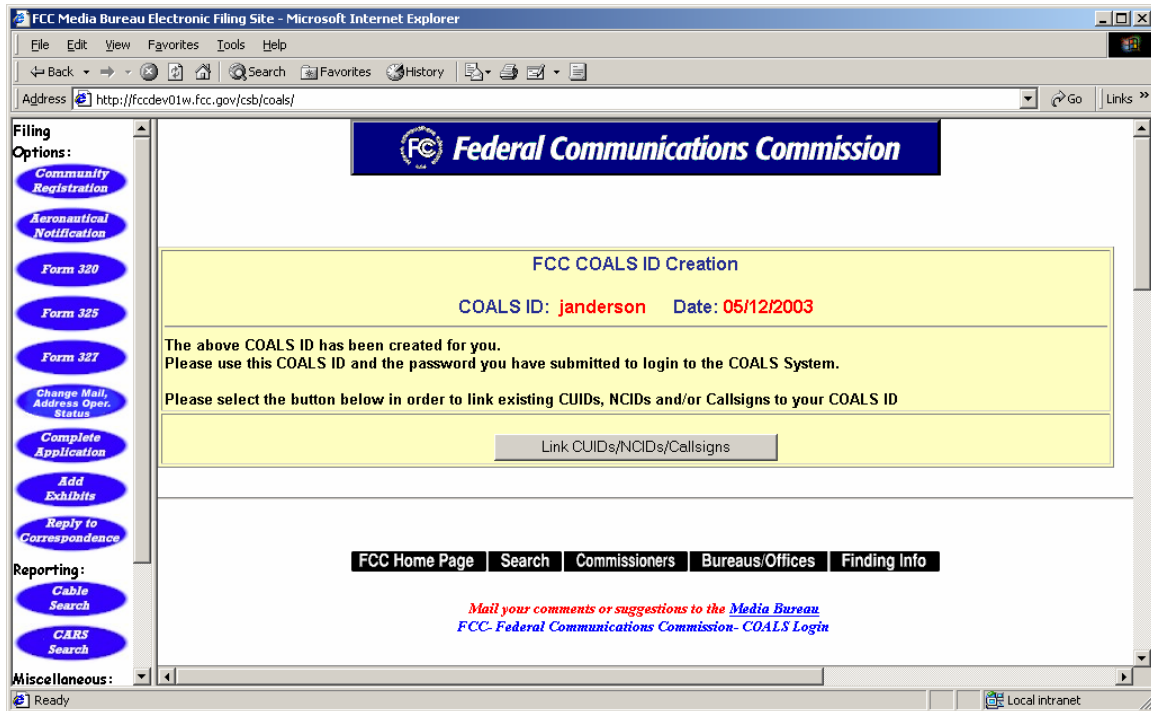 FCC Media Bureau Electronic Filing Site - Microsoft Internet Explorer
File Edit View Favorites Tools Help
Back Search Favorites History
Address http://fccdev01w.fcc.gov/csb/coals/ Go Links »
Filing
Options:
Community
Registration
Aeronautical
Notification
Form 320
Form 325
Form 327
Change Mail,
Address Oper.
Status
Complete
Application
Add
Exhibits
Reply to
Correspondence
Reporting:
Cable
Search
CARS
Search
Miscellaneous:
FCC Federal Communications Commission
FCC COALS ID Creation
COALS ID: janderson Date: 05/12/2003
The above COALS ID has been created for you.
Please use this COALS ID and the password you have submitted to login to the COALS System.
Please select the button below in order to link existing CUIDs, NCIDs and/or Callsigns to your COALS ID
Link CUIDs/NCIDs/Callsigns
FCC Home Page Search Commissioners Bureaus/Offices Finding Info
Mail your comments or suggestions to the Media Bureau
FCC- Federal Communications Commission- COALS Login
Ready Local intranet